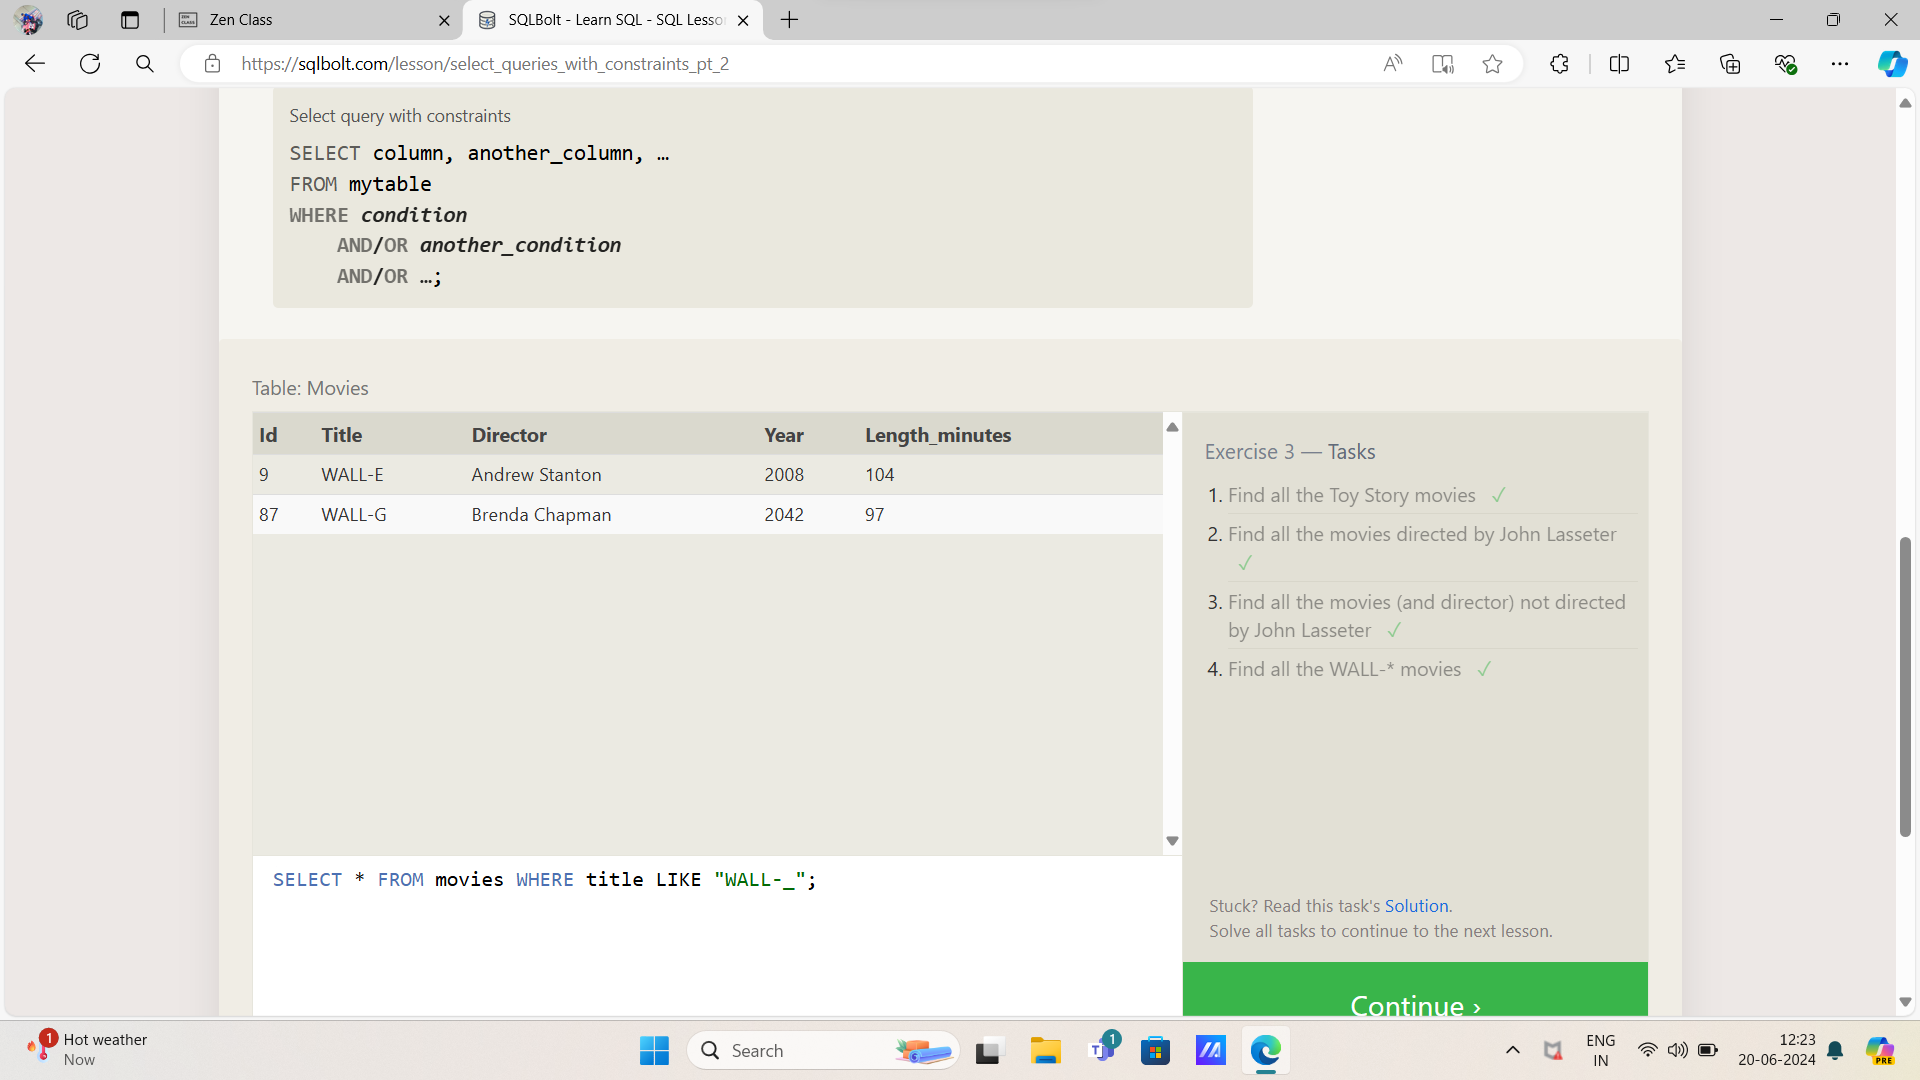 Zen Class
SQLBolt - Learn SQL - SQL Lesso
https://sqlbolt.com/lesson/select_queries_with_constraints_pt_2
Select query with constraints
SELECT column, another_column, …
FROM mytable
WHERE condition
AND/OR another_condition
AND/OR …;
Table: Movies
Id Title Director Year Length_minutes
9 WALL-E Andrew Stanton 2008 104
87 WALL-G Brenda Chapman 2042 97
Exercise 3 — Tasks
1. Find all the Toy Story movies ✓
2. Find all the movies directed by John Lasseter
✓
3. Find all the movies (and director) not directed
by John Lasseter ✓
4. Find all the WALL-* movies ✓
SELECT * FROM movies WHERE title LIKE "WALL-_";
Stuck? Read this task's Solution.
Solve all tasks to continue to the next lesson.
Continue ›
1
Hot weather
Now
Search
1
ENG
IN
12:23
20-06-2024
PRE